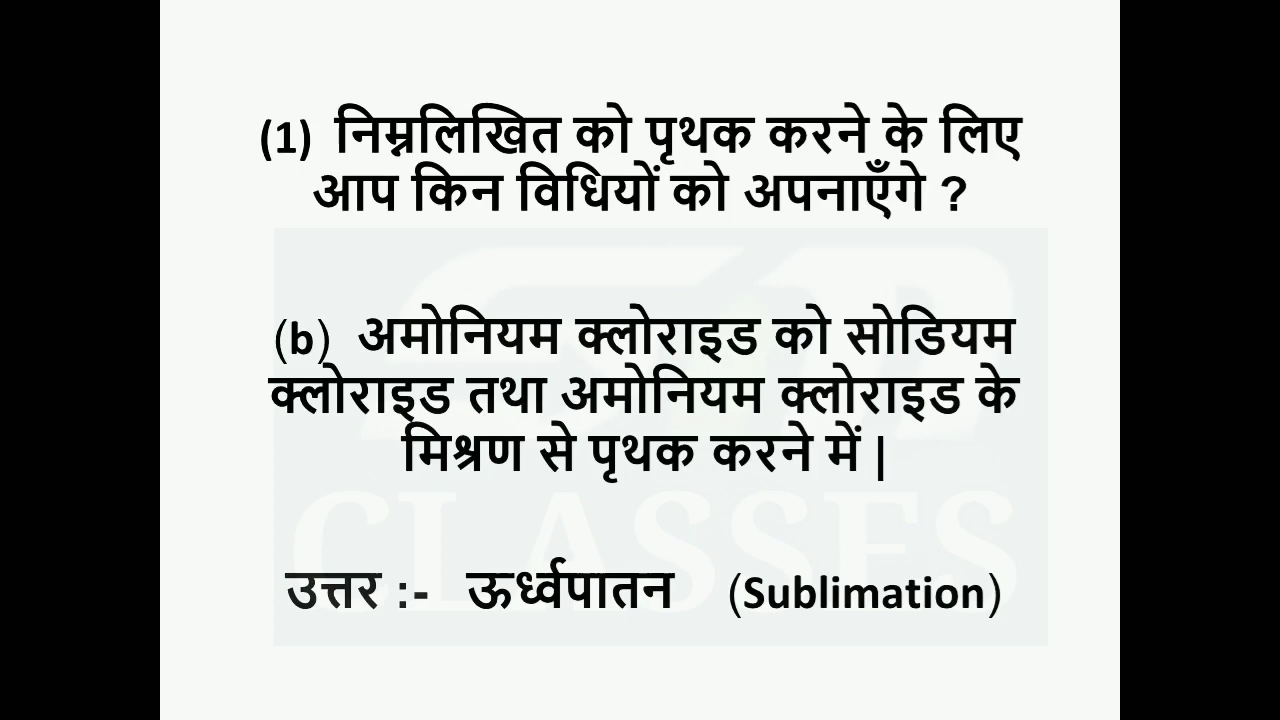 (1) निम्नलिखित को पृथक करने के लिए
आप किन विधियों को अपनाएँगे ?
(b) अमोनियम क्लोराइड को सोडियम
क्लोराइड तथा अमोनियम क्लोराइड के
मिश्रण से पृथक करने में |
CLASSES
उत्तर :- ऊर्ध्वपातन (Sublimation)